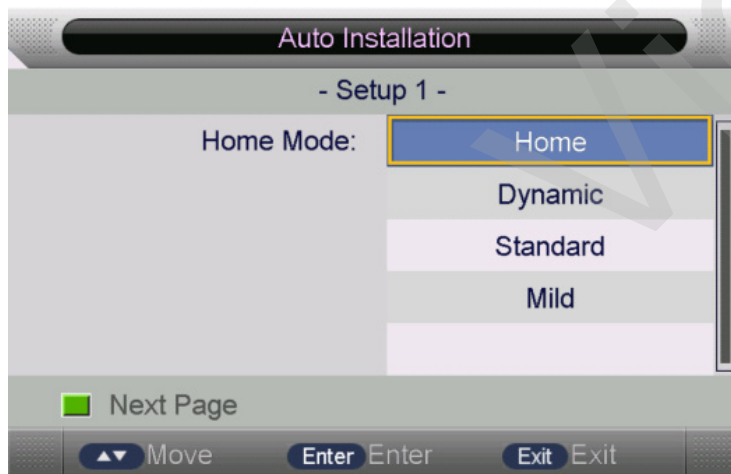 Auto Installation
- Setup 1 -
Home Mode: Home
Dynamic
Standard
Mild
Next Page
▲▼ Move Enter Enter Exit Exit